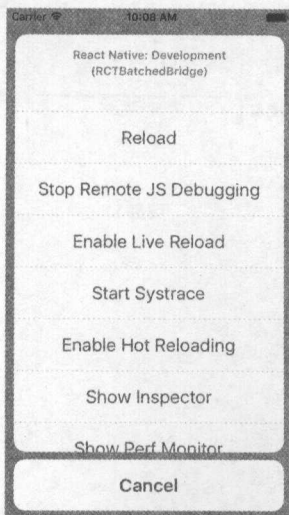 Carrier 10:08 AM
React Native: Development
(RCTBatchedBridge)
Reload
Stop Remote JS Debugging
Enable Live Reload
Start Systrace
Enable Hot Reloading
Show Inspector
Show Perf Monitor
Cancel